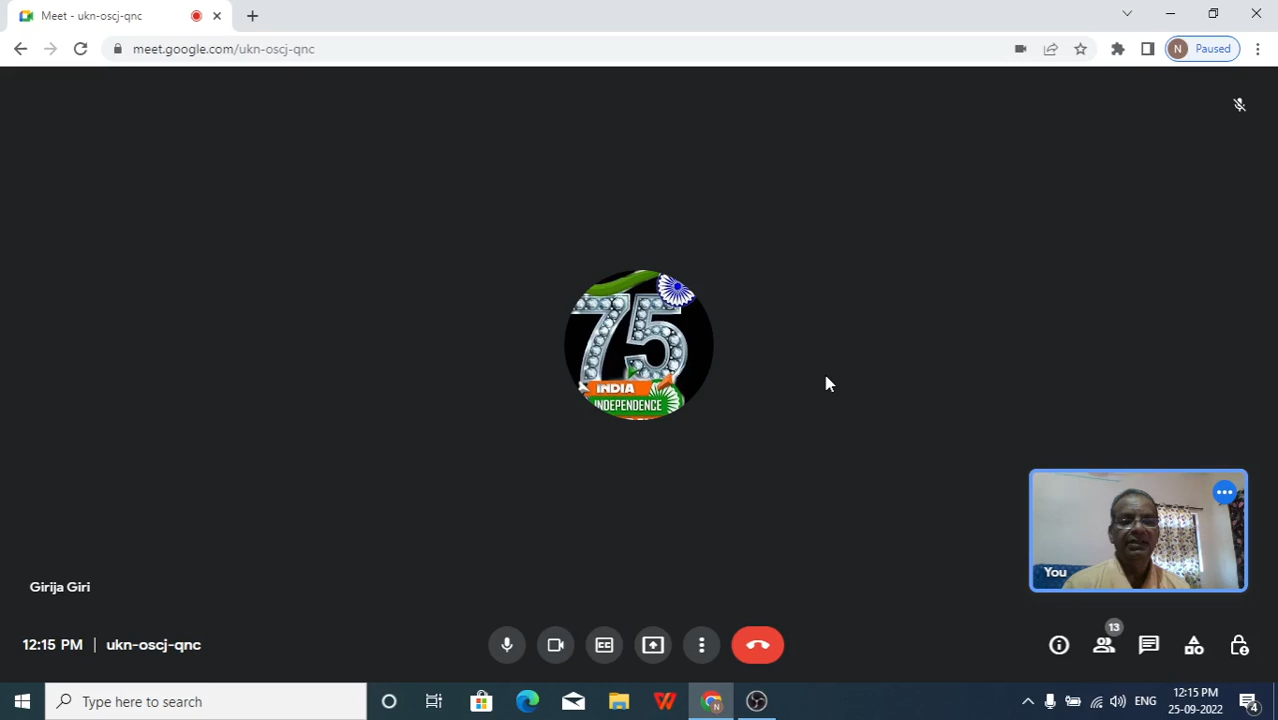 Meet - ukn-oscj-qnc
meet.google.com/ukn-oscj-qnc
N Paused
75
INDIA
INDEPENDENCE
You
Girija Giri
12:15 PM | ukn-oscj-qnc
13
Type here to search
N
ENG
12:15 PM
25-09-2022
4